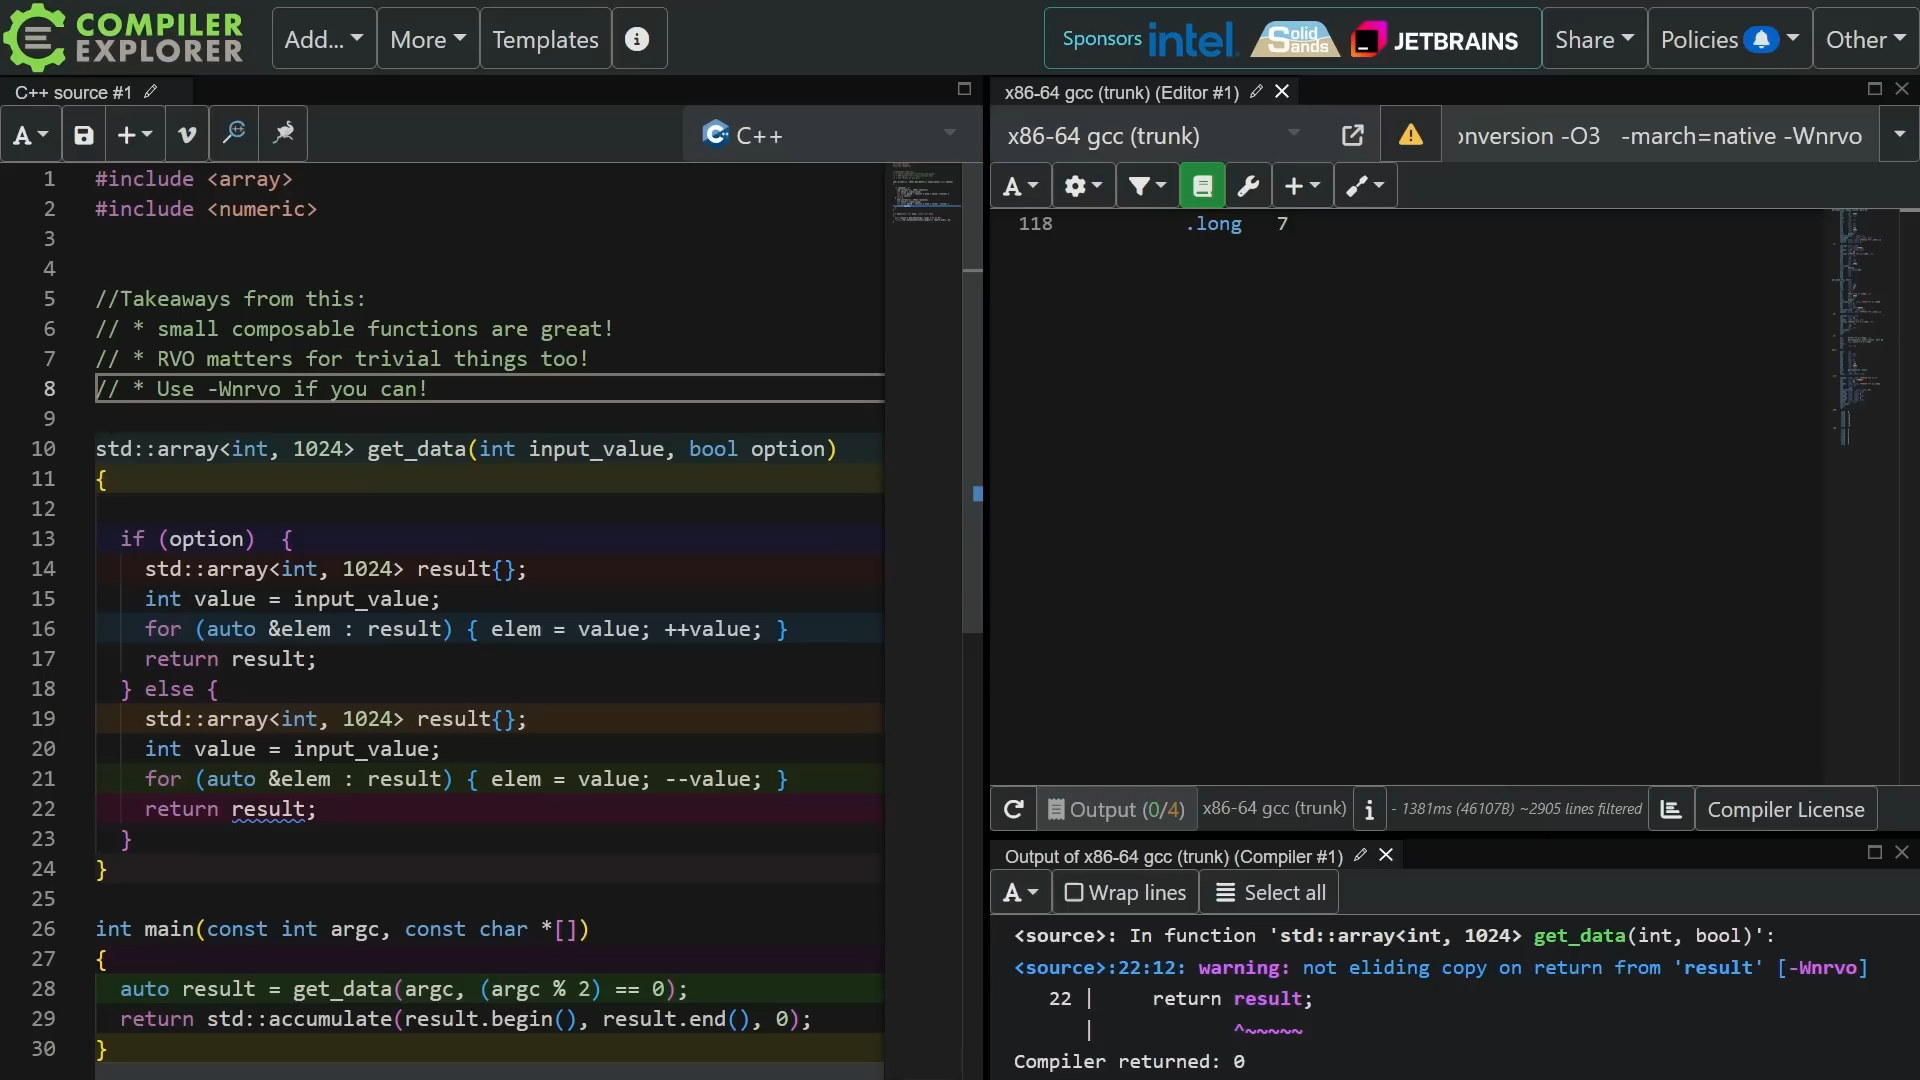 COMPILER EXPLORER
Add... More Templates
Sponsors intel. Solid Sands JETBRAINS Share Policies Other
C++ source #1
A C++
1 #include <array>
2 #include <numeric>
3
4
5 //Takeaways from this:
6 // * small composable functions are great!
7 // * RVO matters for trivial things too!
8 // * Use -Wnrvo if you can!
9
10 std::array<int, 1024> get_data(int input_value, bool option)
11 {
12
13 if (option)  {
14 std::array<int, 1024> result{};
15 int value = input_value;
16 for (auto &elem : result) { elem = value; ++value; }
17 return result;
18 } else {
19 std::array<int, 1024> result{};
20 int value = input_value;
21 for (auto &elem : result) { elem = value; --value; }
22 return result;
23 }
24 }
25
26 int main(const int argc, const char *[])
27 {
28 auto result = get_data(argc, (argc % 2) == 0);
29 return std::accumulate(result.begin(), result.end(), 0);
30 }
x86-64 gcc (trunk) (Editor #1)
x86-64 gcc (trunk) onversion -O3  -march=native -Wnrvo
A
118 .long 7
Output (0/4) x86-64 gcc (trunk) i - 1381ms (46107B) ~2905 lines filtered Compiler License
Output of x86-64 gcc (trunk) (Compiler #1)
A Wrap lines Select all
<source>: In function 'std::array<int, 1024> get_data(int, bool)':
<source>:22:12: warning: not eliding copy on return from 'result' [-Wnrvo]
22 | return result;
| ^~~~~~
Compiler returned: 0